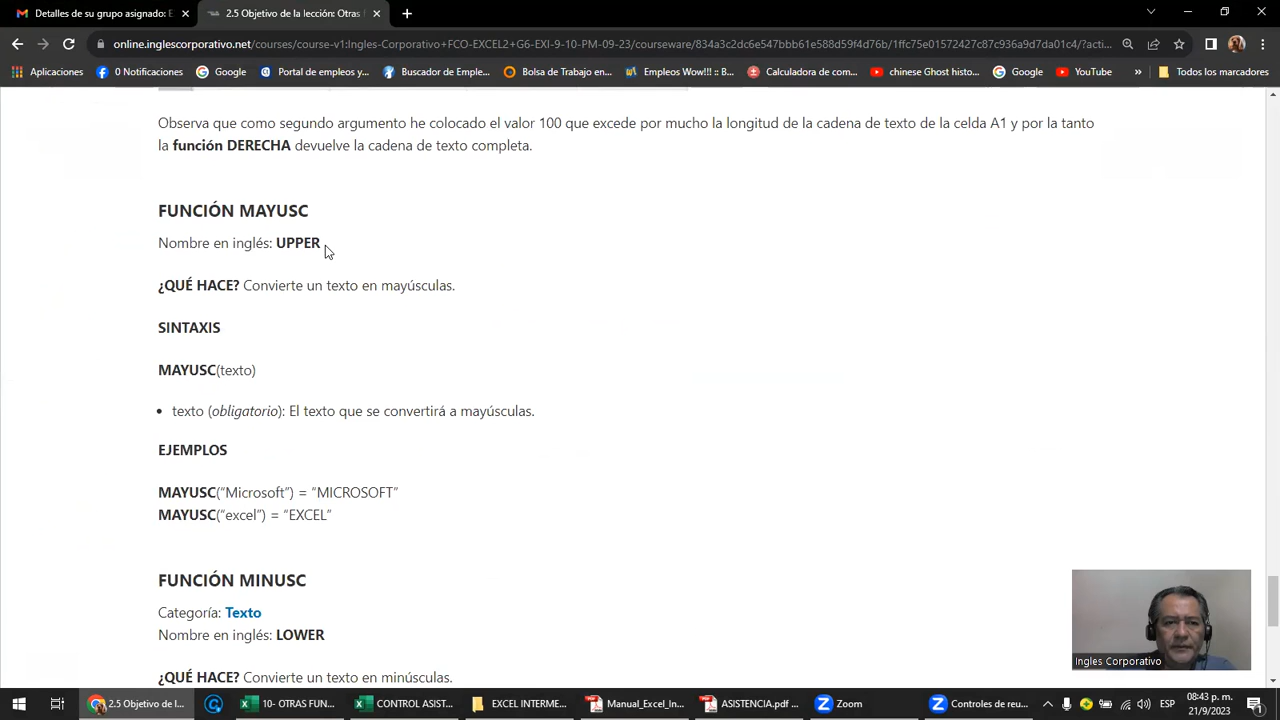 Detalles de su grupo asignado: E
2.5 Objetivo de la lección: Otras
online.inglescorporativo.net/courses/course-v1:Ingles-Corporativo+FCO-EXCEL2+G6-EXI-9-10-PM-09-23/courseware/834a3c2dc6e547bbb61e588d59f4d76b/1ffc75e01572427c87c936a9d7da01c4/?acti...
Aplicaciones
0 Notificaciones
Google
Portal de empleos y...
Buscador de Emple...
Bolsa de Trabajo en...
Empleos Wow!!! :: B...
Calculadora de com...
chinese Ghost histo...
Google
YouTube
»
Todos los marcadores
Observa que como segundo argumento he colocado el valor 100 que excede por mucho la longitud de la cadena de texto de la celda A1 y por la tanto
la función DERECHA devuelve la cadena de texto completa.
FUNCIÓN MAYUSC
Nombre en inglés: UPPER
¿QUÉ HACE? Convierte un texto en mayúsculas.
SINTAXIS
MAYUSC(texto)
• texto (obligatorio): El texto que se convertirá a mayúsculas.
EJEMPLOS
MAYUSC(“Microsoft”) = “MICROSOFT”
MAYUSC(“excel”) = “EXCEL”
FUNCIÓN MINUSC
Categoría: Texto
Nombre en inglés: LOWER
¿QUÉ HACE? Convierte un texto en minúsculas.
Ingles Corporativo
2.5 Objetivo de la l...
10- OTRAS FUN...
CONTROL ASIST...
EXCEL INTERME...
Manual_Excel_In...
ASISTENCIA.pdf ...
Zoom
Controles de reu...
ESP
08:43 p. m.
21/9/2023
1